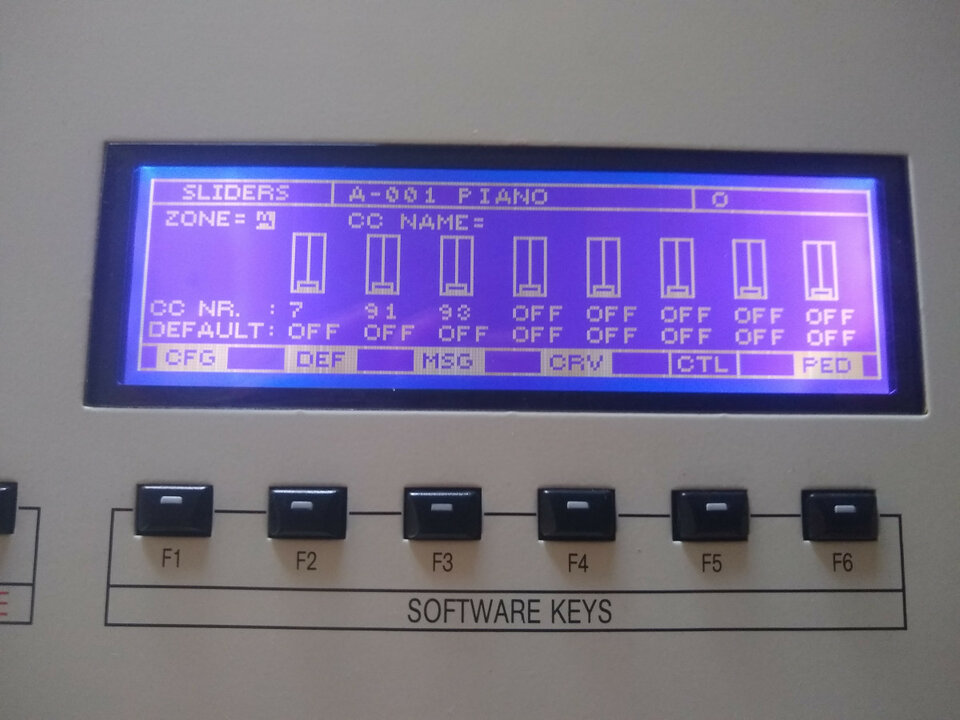 SLIDERS A-001 PIANO 0
ZONE=M CC NAME=
CC NR. : 7 91 93 OFF OFF OFF OFF OFF
DEFAULT: OFF OFF OFF OFF OFF OFF OFF OFF
CFG DEF MSG CRV CTL PED
F1 F2 F3 F4 F5 F6
E SOFTWARE KEYS